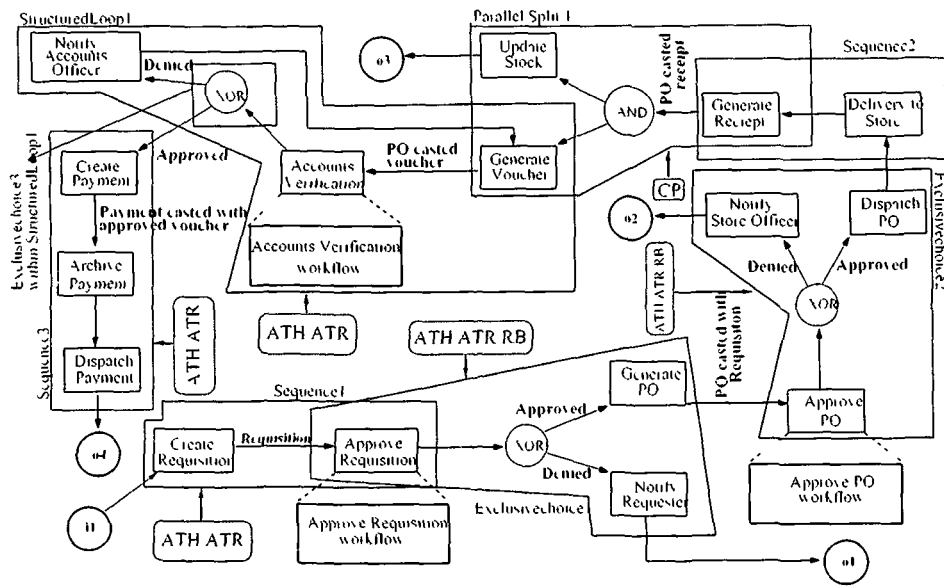 StructuredLoop1
Notify
Accounts
Officer
Denied
XOR
Approved
Accounts
Verification
PO casted
voucher
Accounts Verification
workflow
ATH ATR
Parallel Split 1
Update
Stock
o3
AND
Generate
Voucher
PO casted
receipt
CP
Sequence2
Generate
Reciept
Delivery to
Store
Exclusivechoice2
Notify
Store Officer
o2
Dispatch
PO
Denied
Approved
XOR
ATH ATR RB
PO casted with
Requisiton
Approve
PO
Approve PO
workflow
Exclusivechoice3
within StructuredLoop1
Create
Payment
Payment casted with
approved voucher
Archive
Payment
Dispatch
Payment
Sequence3
ATH ATR
o4
Sequence1
Create
Requisition
Requisition
Approve
Requisition
i1
ATH ATR
Approve Requisition
workflow
ATH ATR RB
XOR
Approved
Denied
Generate
PO
Notify
Requester
Exclusivechoice
o1